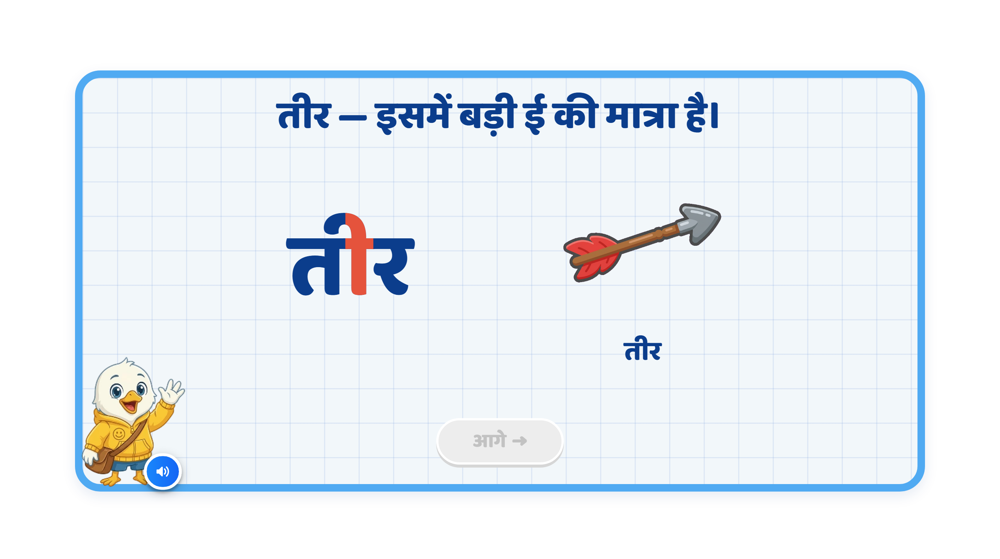 तीर – इसमें बड़ी ई की मात्रा है।
तीर
तीर
आगे →